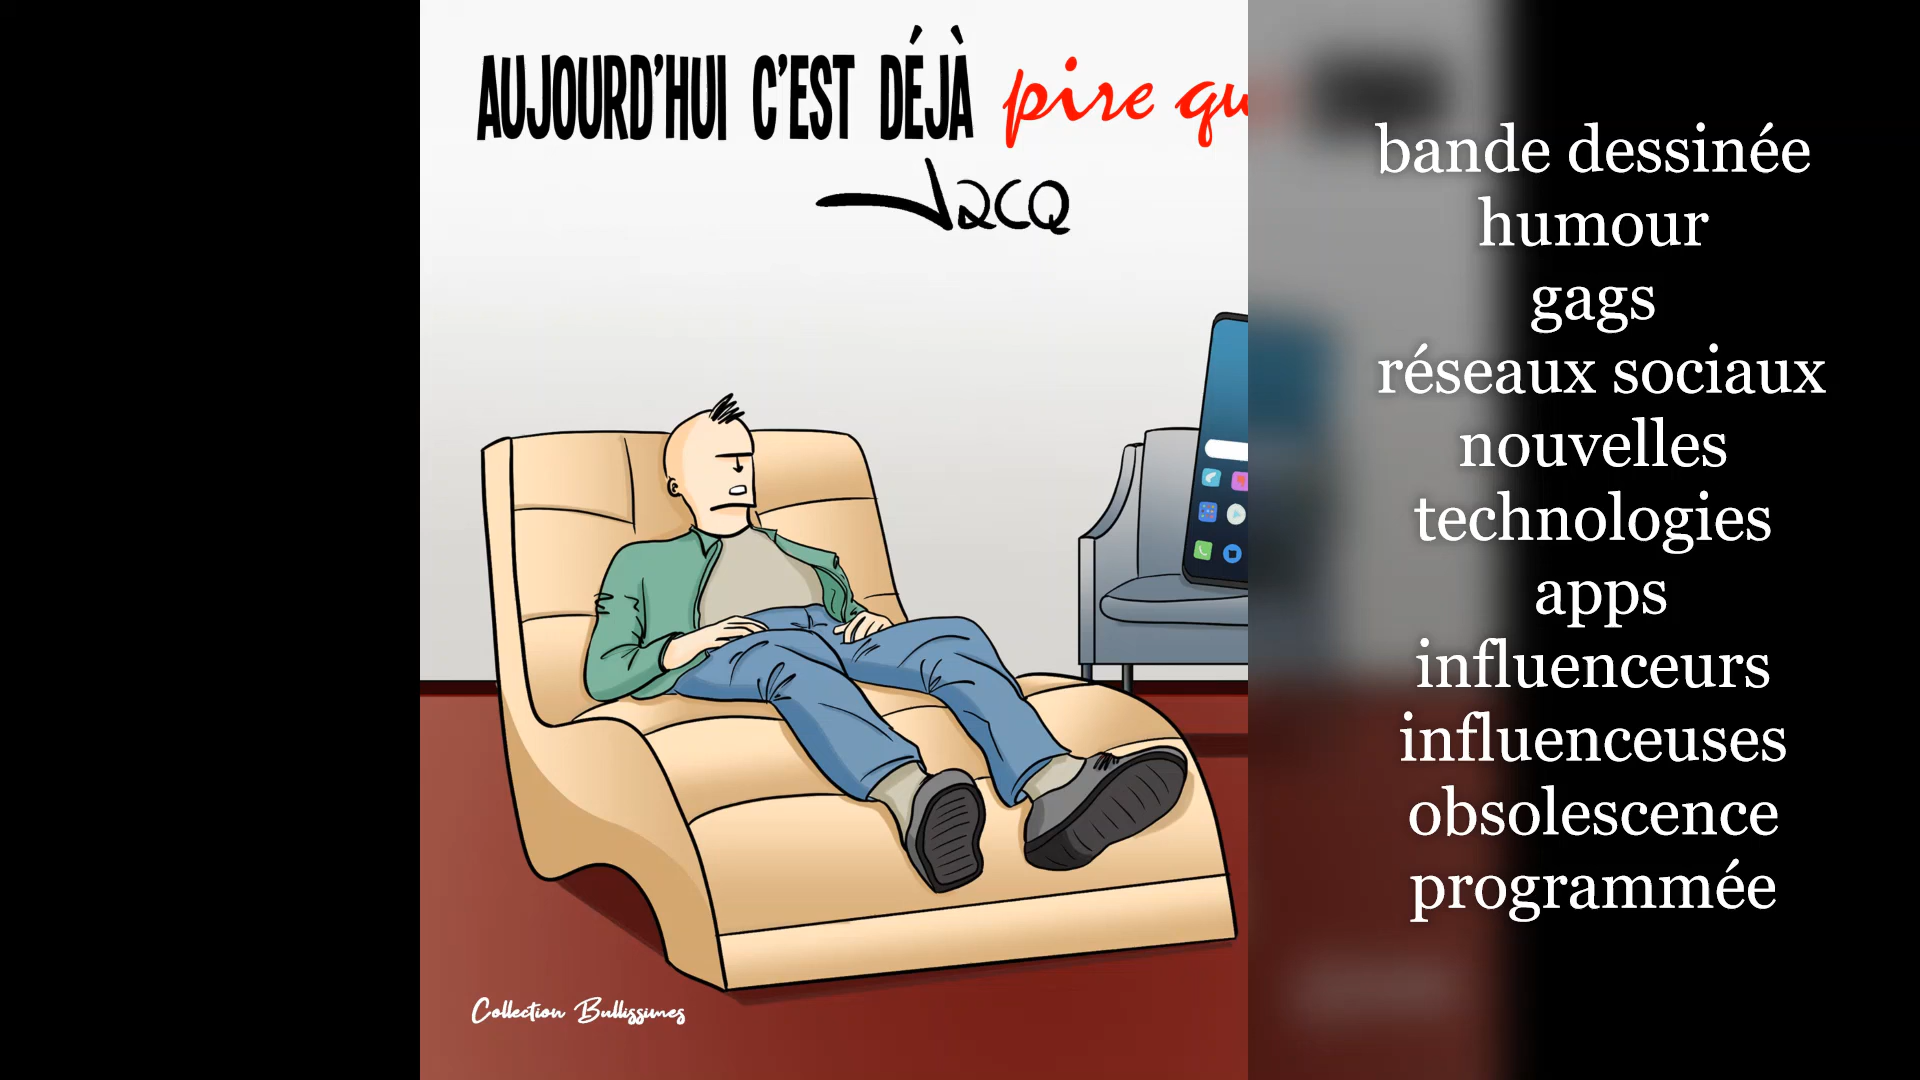 AUJOURD'HUI C'EST DÉJÀ pire qu
Jacq
bande dessinée
humour
gags
réseaux sociaux
nouvelles
technologies
apps
influenceurs
influenceuses
obsolescence
programmée
Collection Bullissimes